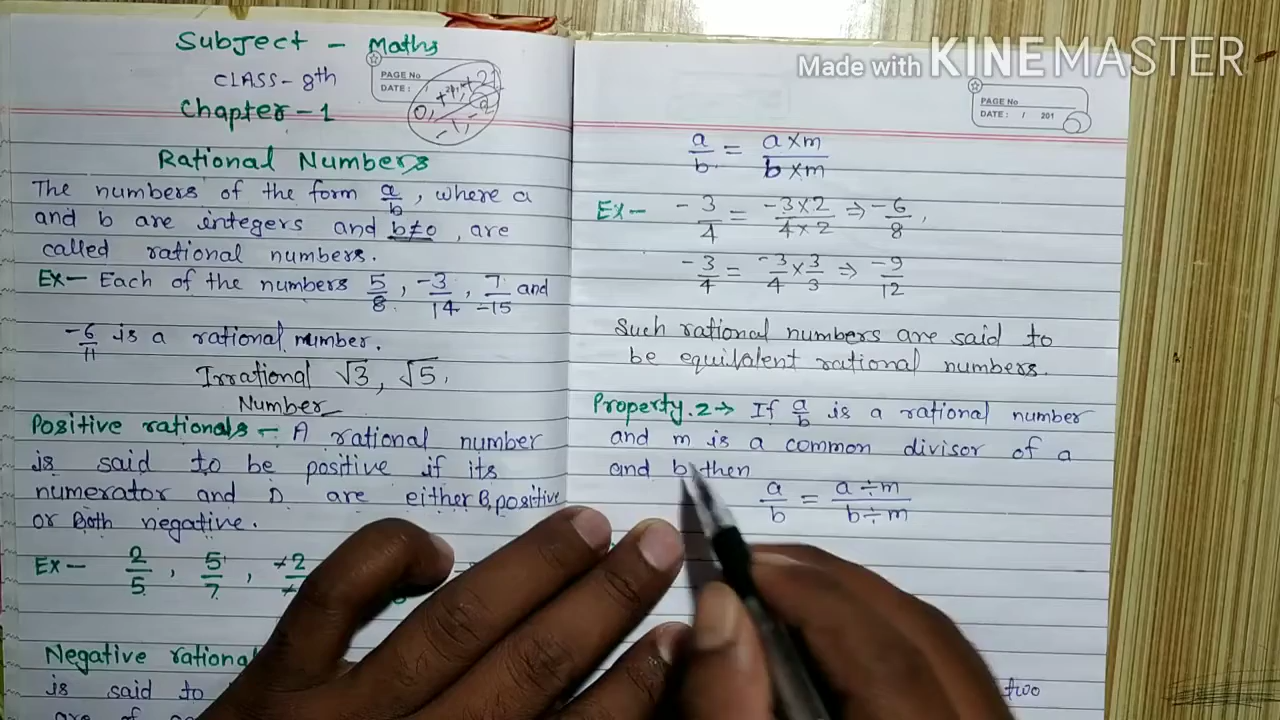 Subject - Maths
CLASS - 8th
PAGE No
DATE :
Chapter - 1
Rational Numbers
The numbers of the form a/b, where a
and b are integers and b≠0, are
called rational numbers.
Ex- Each of the numbers 5/8, -3/14, 7/-15 and
-6/11 is a rational number.
Irrational √3, √5,
Number
Positive rationals - A rational number
is said to be positive if its
numerator and D are either B, positive
or Both negative.
Ex- 2/5, 5/7, -2/
Negative rational
is said to
Made with KINEMASTER
PAGE No
DATE : / 201
6
a/b = a×m/b×m
Ex- -3/4 = -3×2/4×2 ⇒ -6/8,
-3/4 = -3/4 × 3/3 ⇒ -9/12
Such rational numbers are said to
be equivalent rational numbers.
Property.2→ If a/b is a rational number
and m is a common divisor of a
and b, then
a/b = a÷m/b÷m
two